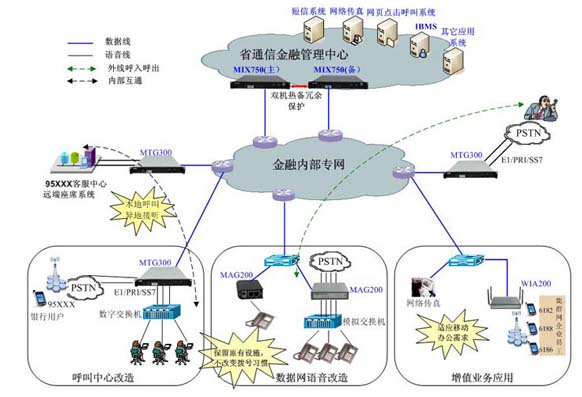 短信系统 网络传真 网页点击呼叫系统
IBMS
其它应用
系统
省通信金融管理中心
MIX750(主) MIX750(备)
双机热备冗余
保护
数据线
语音线
外线呼入呼出
内部互通
MTG300
95XXX客服中心
远端座席系统
金融内部专网
MTG300
PSTN
E1/PRI/SS7
本地呼叫
异地接听
MTG300
PSTN
E1/PRI/SS7
95XXX
银行用户
数字交换机
呼叫中心改造
PSTN
MAG200
MAG200
模拟交换机
保留原有设施,
不改变拨号习惯
数据网语音改造
网络传真
WIA200
适应移动
办公需求
6182
6188
6186
集群网企业员工
增值业务应用